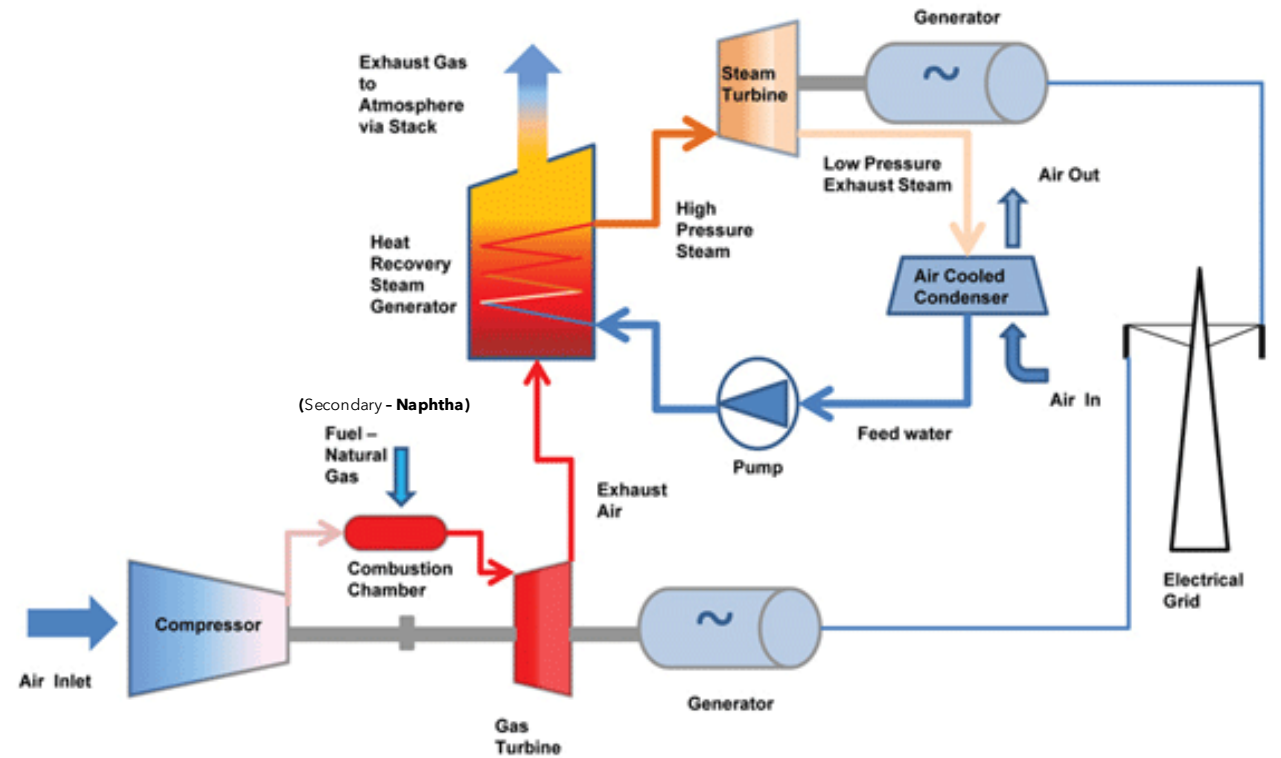 Generator
Exhaust Gas
to
Atmosphere
via Stack
Steam
Turbine
Low Pressure
Exhaust Steam
Air Out
High
Pressure
Steam
Heat
Recovery
Steam
Generator
Air Cooled
Condenser
Air In
(Secondary - Naphtha)
Fuel –
Natural
Gas
Feed water
Pump
Exhaust
Air
Combustion
Chamber
Electrical
Grid
Compressor
Air Inlet
Generator
Gas
Turbine